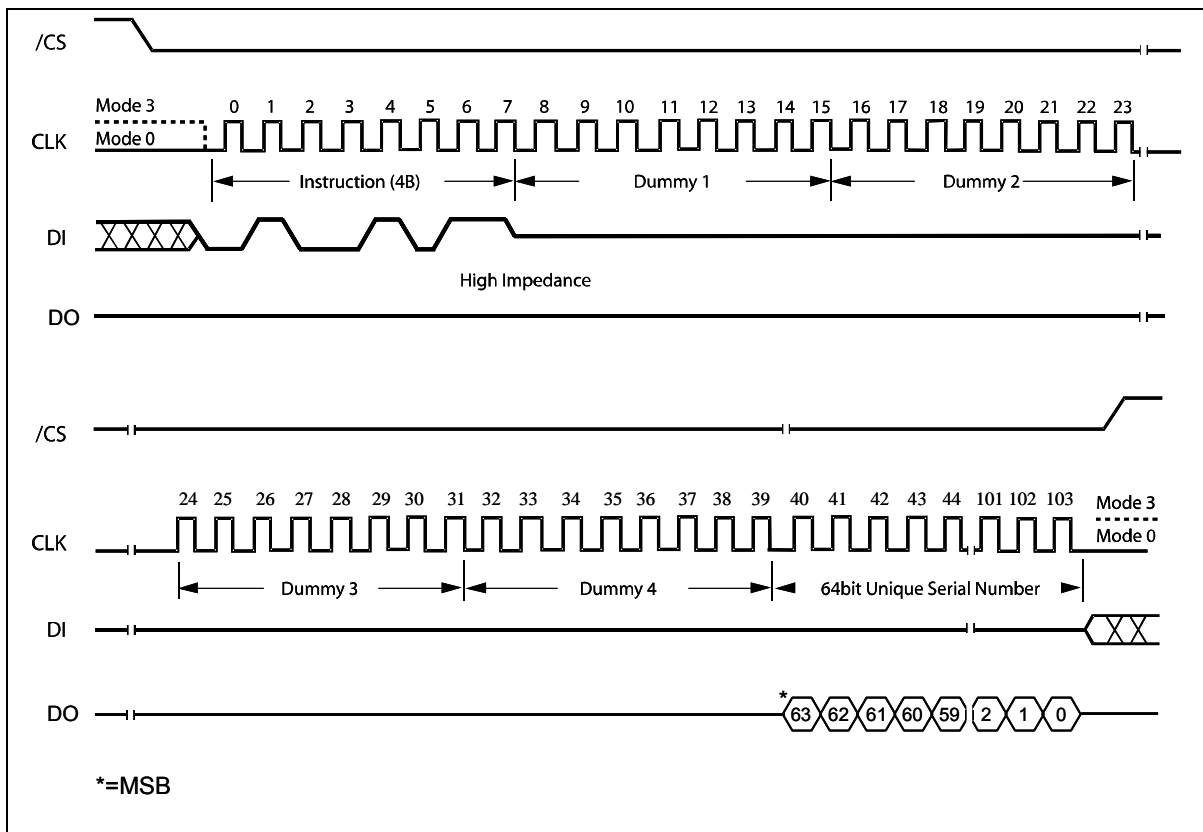 /CS
Mode 3
0 1 2 3 4 5 6 7 8 9 10 11 12 13 14 15 16 17 18 19 20 21 22 23
CLK
Mode 0
Instruction (4B) Dummy 1 Dummy 2
DI
High Impedance
DO
/CS
24 25 26 27 28 29 30 31 32 33 34 35 36 37 38 39 40 41 42 43 44 101 102 103
Mode 3
CLK
Mode 0
Dummy 3 Dummy 4 64bit Unique Serial Number
DI
DO
* 63 62 61 60 59 2 1 0
*=MSB